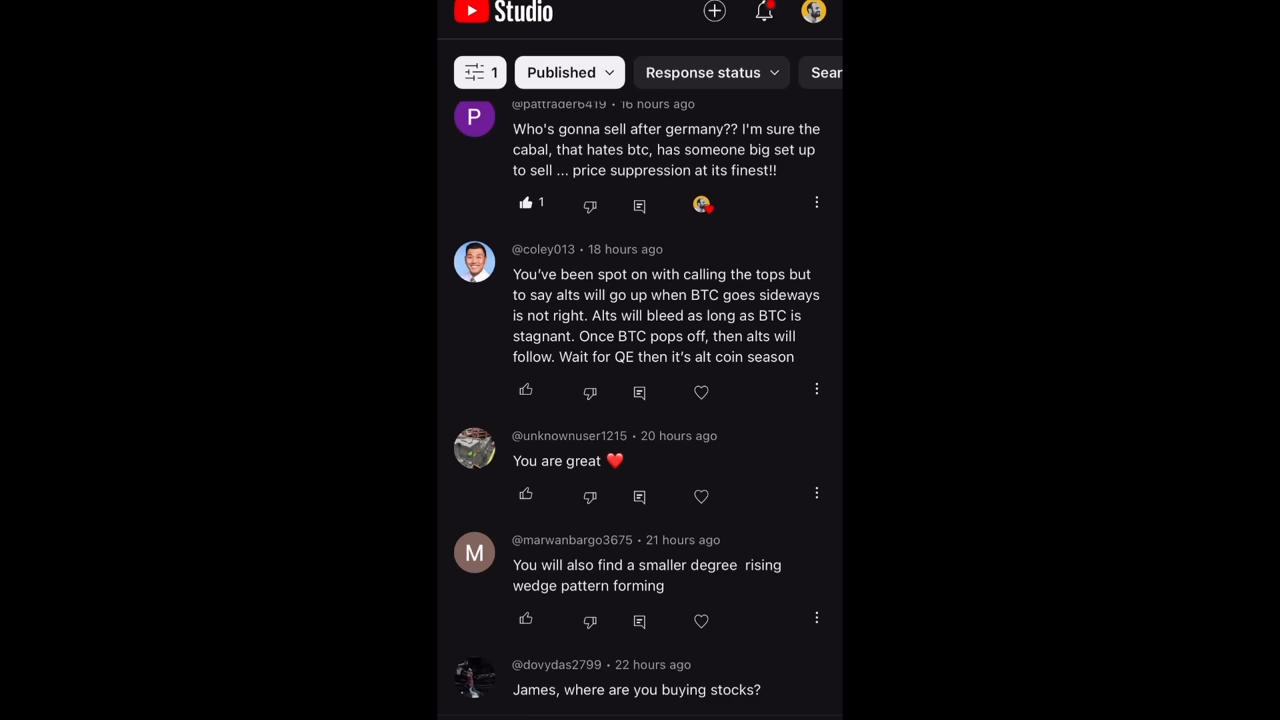 Studio
1
Published
Response status
Sear
@pattrader6419 • 16 hours ago
P
Who's gonna sell after germany?? I'm sure the
cabal, that hates btc, has someone big set up
to sell ... price suppression at its finest!!
1
@coley013 • 18 hours ago
You’ve been spot on with calling the tops but
to say alts will go up when BTC goes sideways
is not right. Alts will bleed as long as BTC is
stagnant. Once BTC pops off, then alts will
follow. Wait for QE then it’s alt coin season
@unknownuser1215 • 20 hours ago
You are great ❤️
@marwanbargo3675 • 21 hours ago
M
You will also find a smaller degree  rising
wedge pattern forming
@dovydas2799 • 22 hours ago
James, where are you buying stocks?